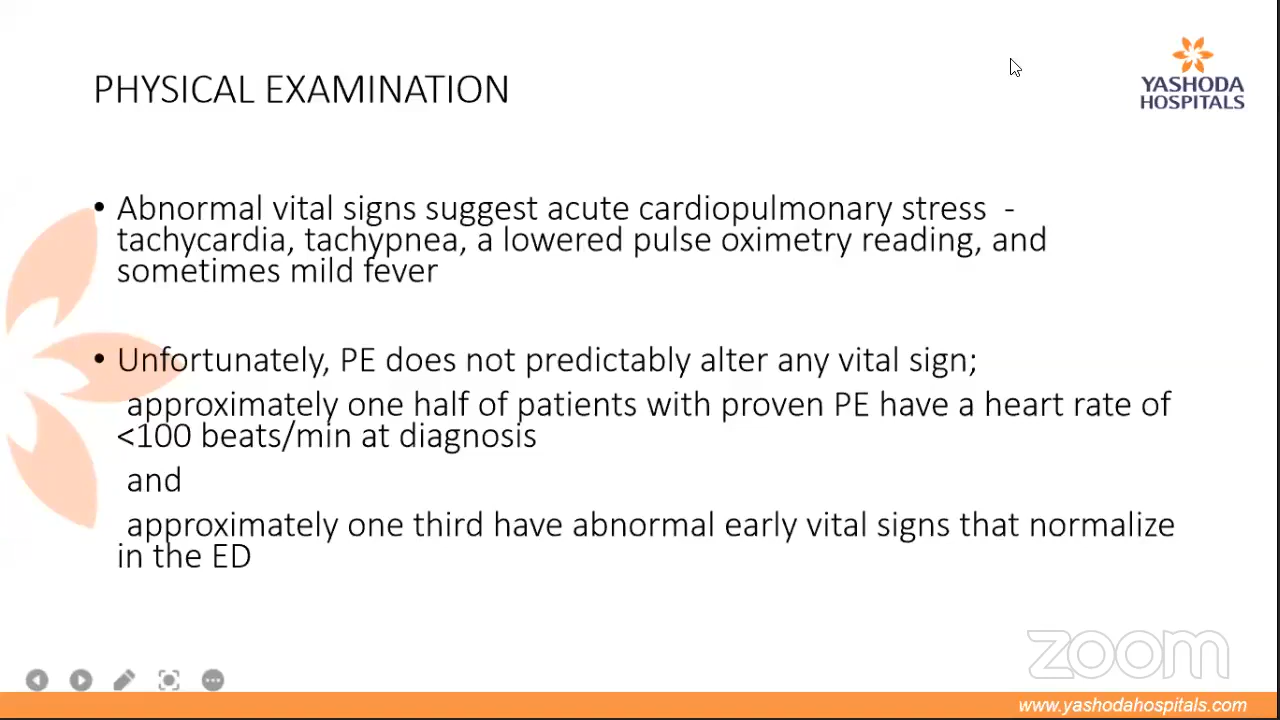 PHYSICAL EXAMINATION
YASHODA
HOSPITALS
• Abnormal vital signs suggest acute cardiopulmonary stress -
tachycardia, tachypnea, a lowered pulse oximetry reading, and
sometimes mild fever
• Unfortunately, PE does not predictably alter any vital sign;
approximately one half of patients with proven PE have a heart rate of
<100 beats/min at diagnosis
and
approximately one third have abnormal early vital signs that normalize
in the ED
zoom
www.yashodahospitals.com